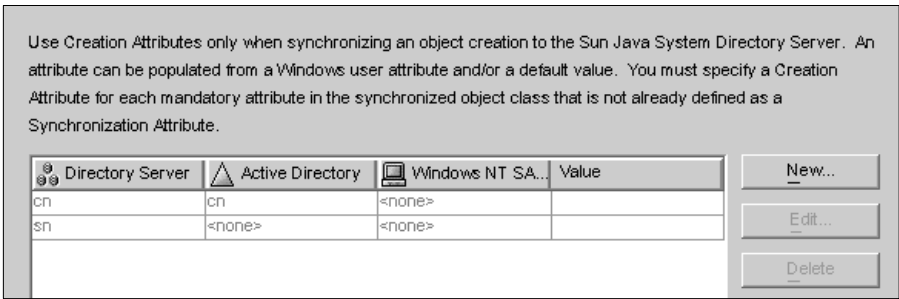 Use Creation Attributes only when synchronizing an object creation to the Sun Java System Directory Server. An
attribute can be populated from a Windows user attribute and/or a default value. You must specify a Creation
Attribute for each mandatory attribute in the synchronized object class that is not already defined as a
Synchronization Attribute.
Directory Server Active Directory Windows NT SA... Value New...
cn cn <none>
sn <none> <none> Edit...
Delete